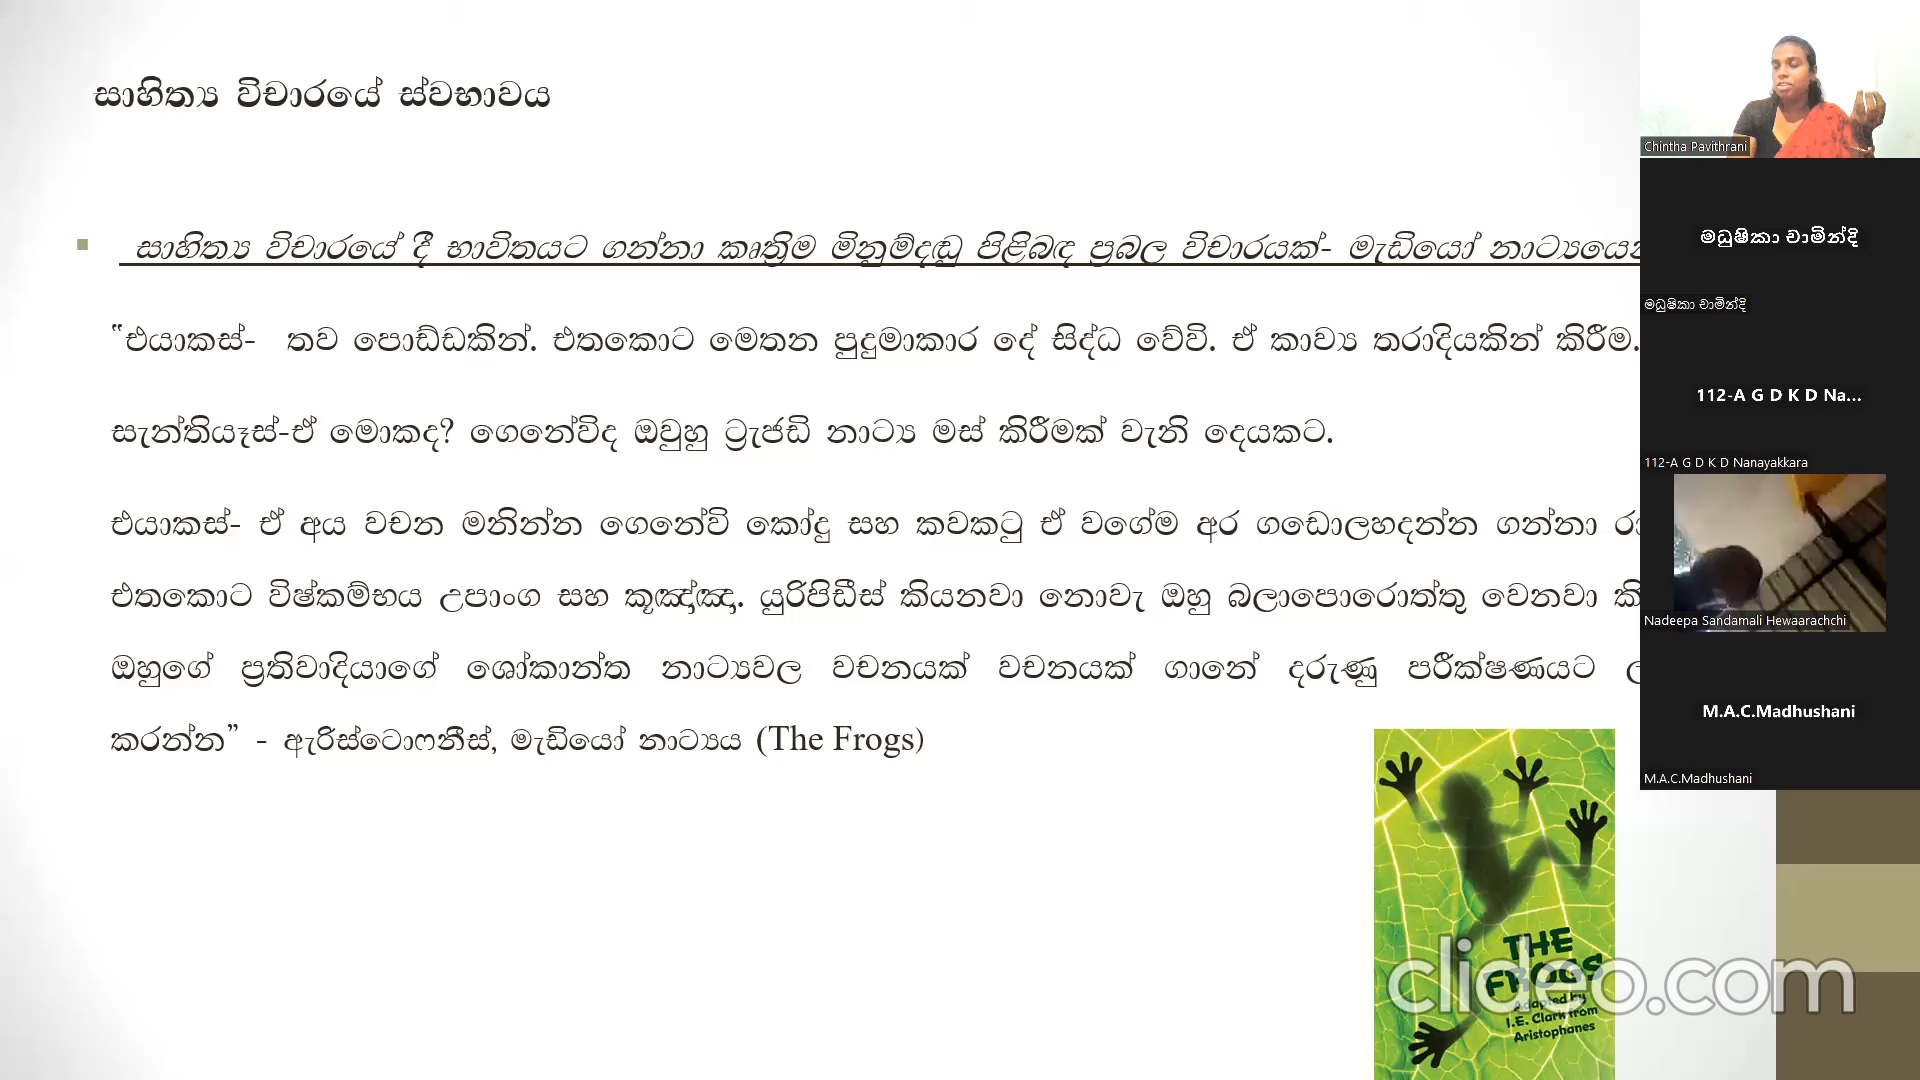 සාහිත්‍ය විචාරයේ ස්වභාවය
සාහිත්‍ය විචාරයේ දී භාවිතයට ගන්නා කෘත්‍රිම මිනුම්දඬු පිළිබඳ ප්‍රබල විචාරයක්- මැඩියෝ නාට්‍යයෙන්
“එයාකස්- තව පොඩ්ඩකින්. එතකොට මෙතන පුදුමාකාර දේ සිද්ධ වේවි. ඒ කාව්‍ය තරාදියකින් කිරීම.
සැන්තියෑස්-ඒ මොකද? ගෙනේවිද ඔවුහු ට්‍රැජඩි නාට්‍ය මස් කිරීමක් වැනි දෙයකට.
එයාකස්- ඒ අය වචන මනින්න ගෙනේවි කෝදු සහ කවකටු ඒ වගේම අර ගඩොලහදන්න ගන්නා
එතකොට විෂ්කම්භය උපාංග සහ කූඤ්ඤ. යුරිපිඩීස් කියනවා නොවැ ඔහු බලාපොරොත්තු වෙනවා
ඔහුගේ ප්‍රතිවාදියාගේ ශෝකාන්ත නාට්‍යවල වචනයක් වචනයක් ගානේ දරුණු පරීක්ෂණයට
කරන්න” - ඇරිස්ටොෆනීස්, මැඩියෝ නාට්‍යය (The Frogs)
THE
FROGS
Adapted by
I.E. Clark from
Aristophanes
clideo.com
Chintha Pavithrani
මධුෂිකා චාමින්දි
මධුෂිකා චාමින්දි
112-A G D K D Na...
112-A G D K D Nanayakkara
Nadeepa Sandamali Hewaarachchi
M.A.C.Madhushani
M.A.C.Madhushani